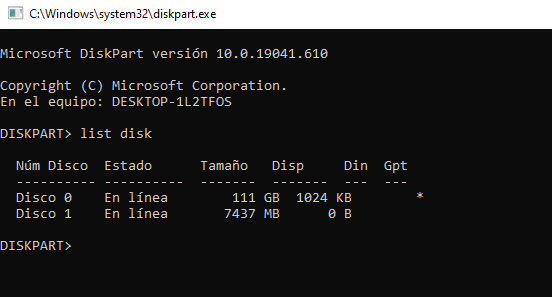 C:\Windows\system32\diskpart.exe
Microsoft DiskPart versión 10.0.19041.610
Copyright (C) Microsoft Corporation.
En el equipo: DESKTOP-1L2TFOS
DISKPART> list disk
Núm Disco  Estado      Tamaño   Disp     Din  Gpt
---------- ----------  -------  -------  ---  ---
Disco 0    En línea        111 GB  1024 KB        *
Disco 1    En línea       7437 MB      0 B
DISKPART>